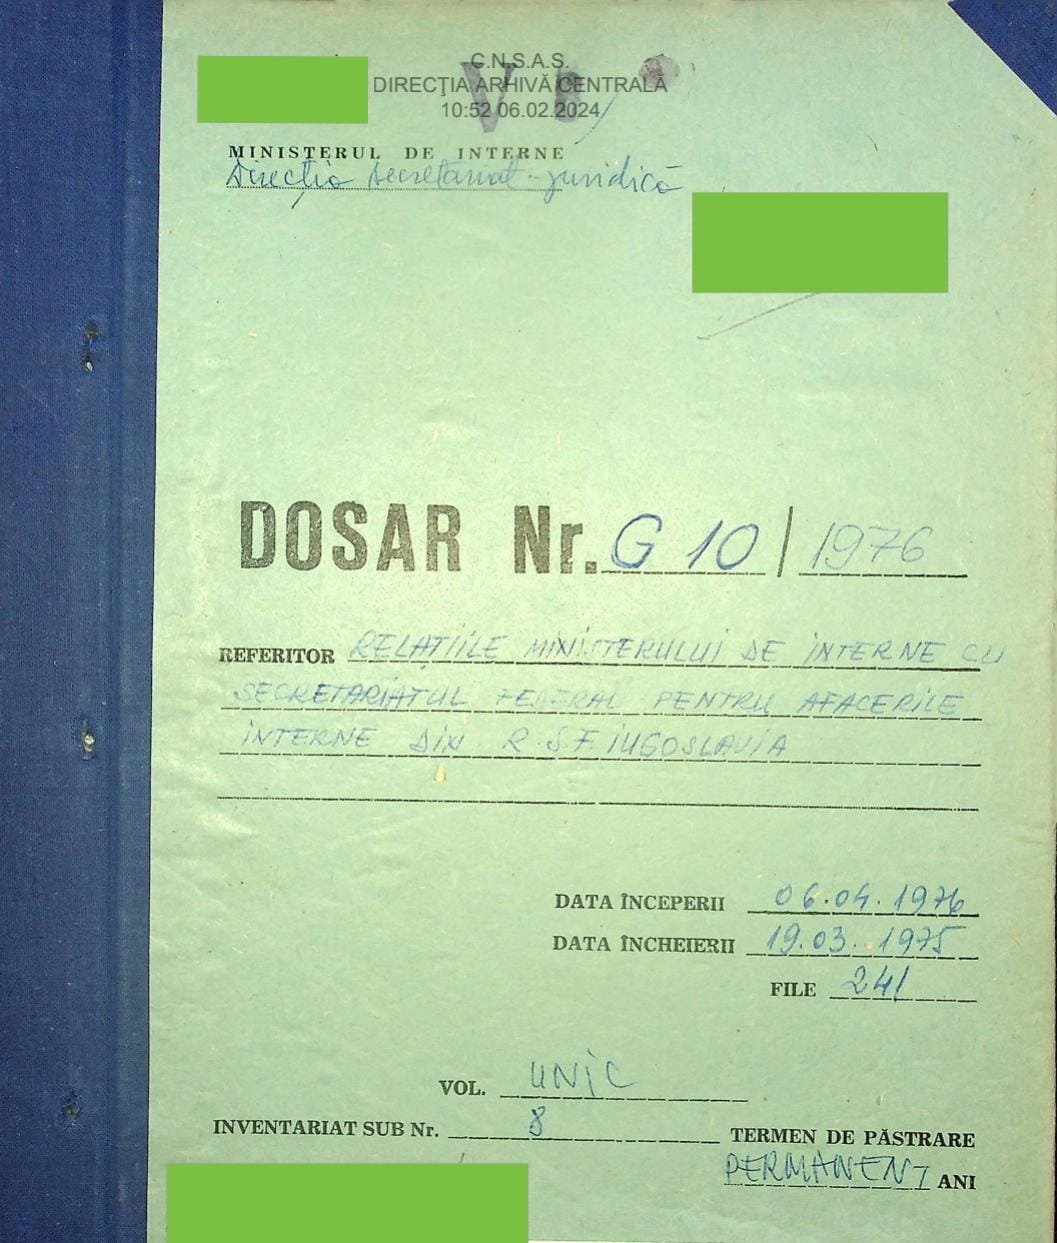 C.N.S.A.S.
DIRECŢIA ARHIVĂ CENTRALĂ
10:52 06.02.2024
MINISTERUL DE INTERNE
Direcția Secretariat-juridică
DOSAR Nr. G 10 / 1976
REFERITOR RELAȚIILE MINISTERULUI DE INTERNE CU
SECRETARIATUL FEDERAL PENTRU AFACERILE
INTERNE DIN R.S.F. IUGOSLAVIA
DATA ÎNCEPERII 06.04.1976
DATA ÎNCHEIERII 19.03.1975
FILE 241
VOL. UNIC
INVENTARIAT SUB Nr. 8
TERMEN DE PĂSTRARE
PERMANENT ANI